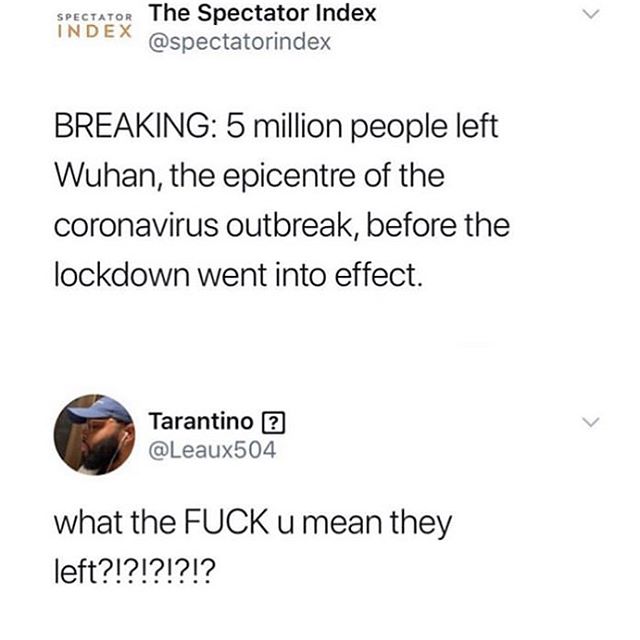 SPECTATOR
INDEX
The Spectator Index
@spectatorindex
BREAKING: 5 million people left
Wuhan, the epicentre of the
coronavirus outbreak, before the
lockdown went into effect.
Tarantino ?
@Leaux504
what the FUCK u mean they
left?!?!?!?!?